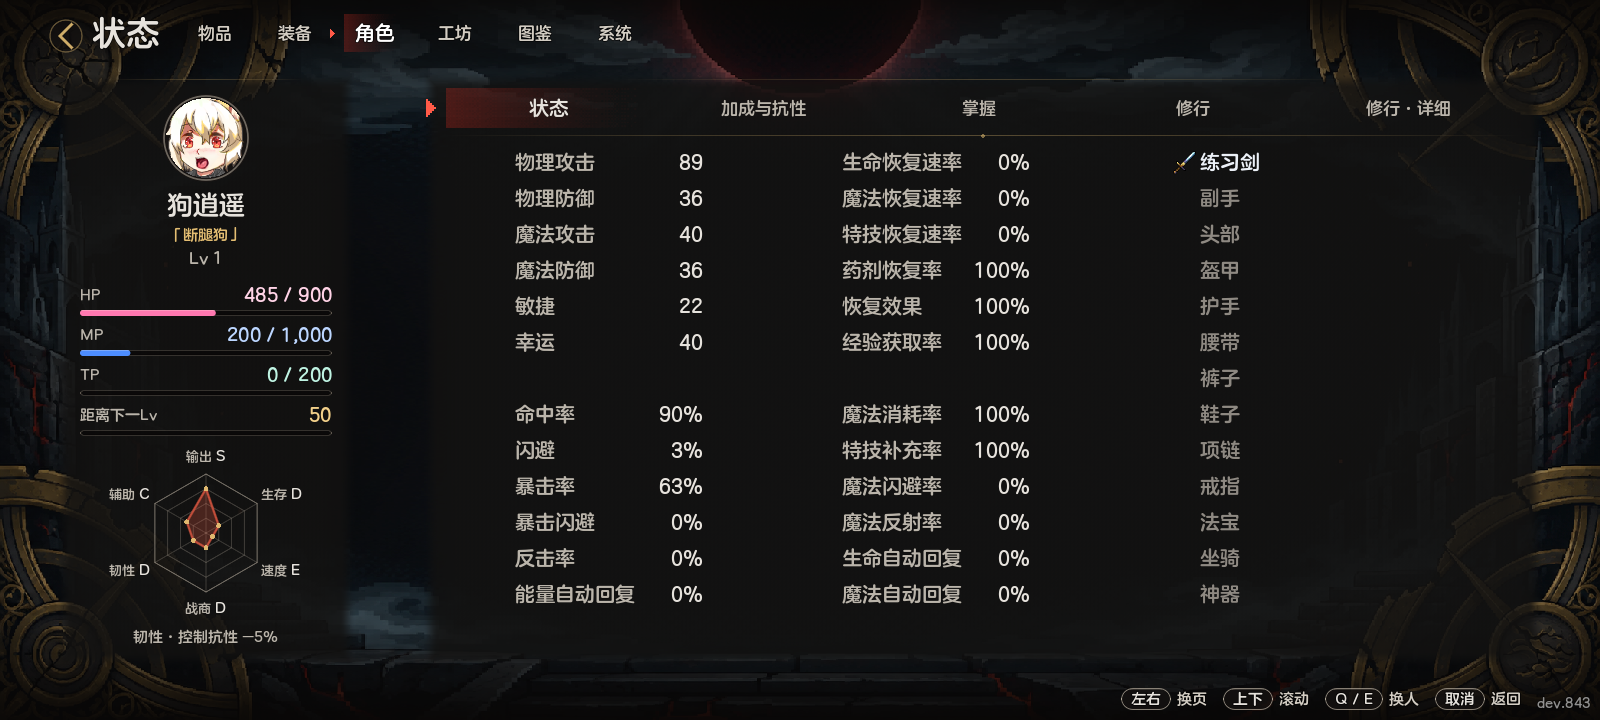 状态 物品 装备 角色 工坊 图鉴 系统
状态 加成与抗性 掌握 修行 修行·详细
狗逍遥
「断腿狗」
Lv 1
HP 485 / 900
MP 200 / 1,000
TP 0 / 200
距离下一Lv 50
输出 S
辅助 C 生存 D
韧性 D 速度 E
战商 D
韧性·控制抗性 −5%
物理攻击 89 生命恢复速率 0% 练习剑
物理防御 36 魔法恢复速率 0% 副手
魔法攻击 40 特技恢复速率 0% 头部
魔法防御 36 药剂恢复率 100% 盔甲
敏捷 22 恢复效果 100% 护手
幸运 40 经验获取率 100% 腰带
裤子
命中率 90% 魔法消耗率 100% 鞋子
闪避 3% 特技补充率 100% 项链
暴击率 63% 魔法闪避率 0% 戒指
暴击闪避 0% 魔法反射率 0% 法宝
反击率 0% 生命自动回复 0% 坐骑
能量自动回复 0% 魔法自动回复 0% 神器
左右 换页 上下 滚动 Q / E 换人 取消 返回 dev.843